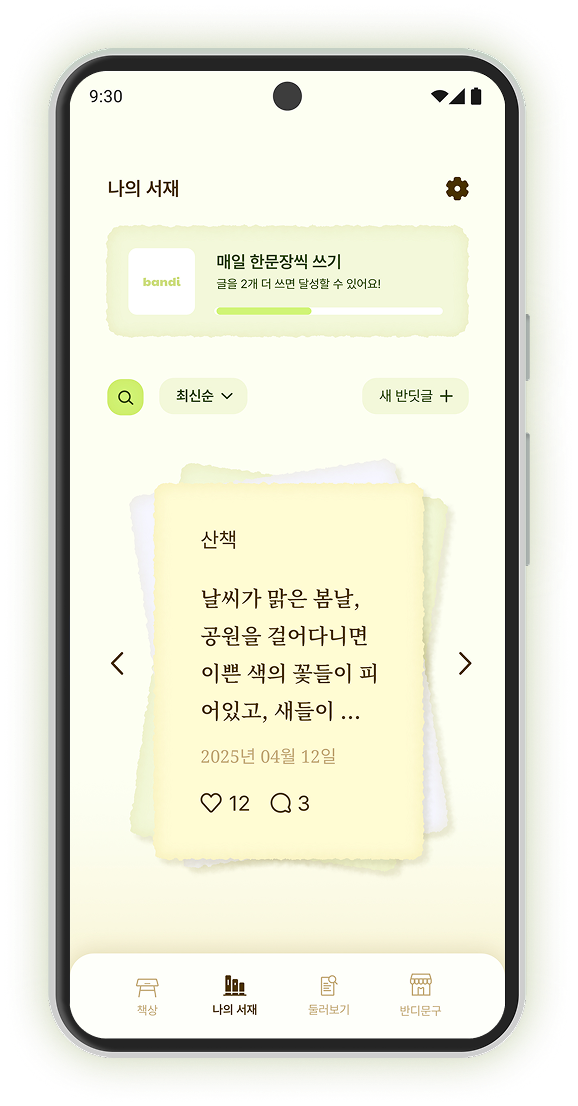 9:30
나의 서재
bandi
매일 한문장씩 쓰기
글을 2개 더 쓰면 달성할 수 있어요!
최신순
새 반딧글
산책
날씨가 맑은 봄날,
공원을 걸어다니면
이쁜 색의 꽃들이 피
어있고, 새들이 ...
2025년 04월 12일
12 3
책상 나의 서재 둘러보기 반디문구